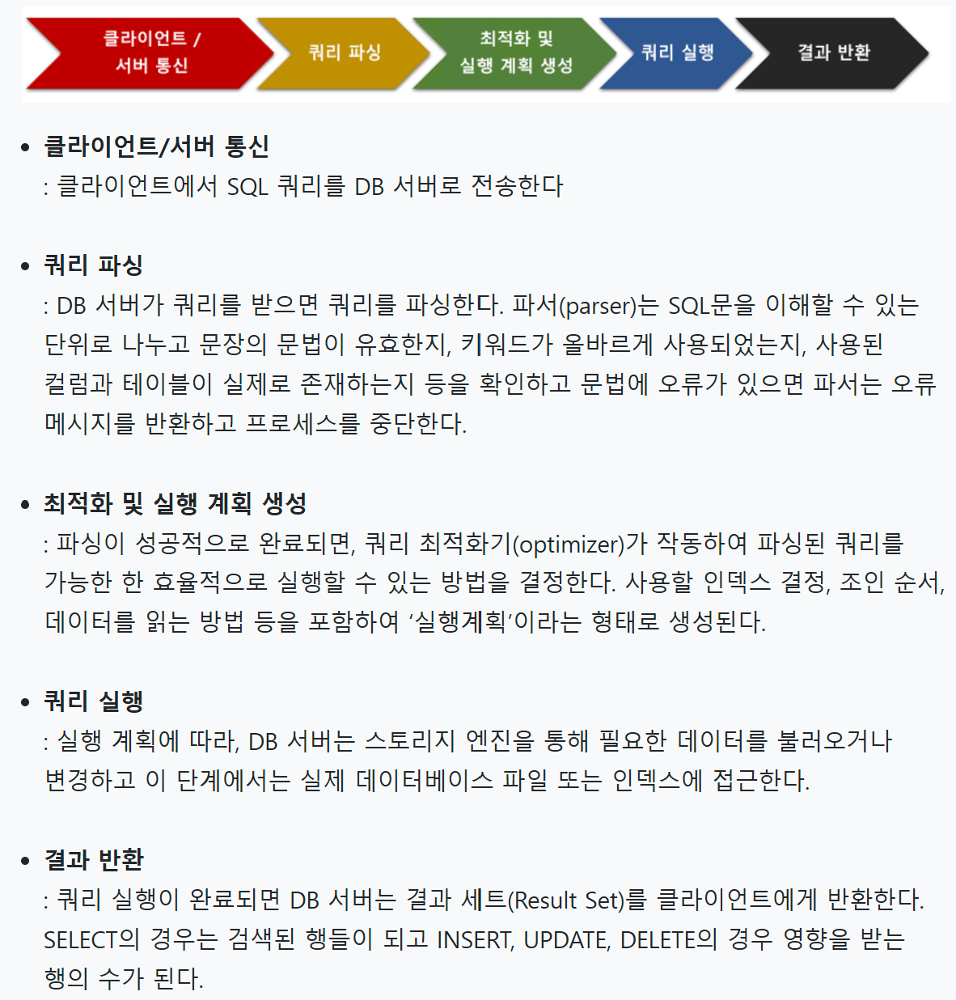 클라이언트 /
서버 통신
쿼리 파싱
최적화 및
실행 계획 생성
쿼리 실행
결과 반환
• 클라이언트/서버 통신
: 클라이언트에서 SQL 쿼리를 DB 서버로 전송한다
• 쿼리 파싱
: DB 서버가 쿼리를 받으면 쿼리를 파싱한다. 파서(parser)는 SQL문을 이해할 수 있는
단위로 나누고 문장의 문법이 유효한지, 키워드가 올바르게 사용되었는지, 사용된
컬럼과 테이블이 실제로 존재하는지 등을 확인하고 문법에 오류가 있으면 파서는 오류
메시지를 반환하고 프로세스를 중단한다.
• 최적화 및 실행 계획 생성
: 파싱이 성공적으로 완료되면, 쿼리 최적화기(optimizer)가 작동하여 파싱된 쿼리를
가능한 한 효율적으로 실행할 수 있는 방법을 결정한다. 사용할 인덱스 결정, 조인 순서,
데이터를 읽는 방법 등을 포함하여 ‘실행계획’이라는 형태로 생성된다.
• 쿼리 실행
: 실행 계획에 따라, DB 서버는 스토리지 엔진을 통해 필요한 데이터를 불러오거나
변경하고 이 단계에서는 실제 데이터베이스 파일 또는 인덱스에 접근한다.
• 결과 반환
: 쿼리 실행이 완료되면 DB 서버는 결과 세트(Result Set)를 클라이언트에게 반환한다.
SELECT의 경우는 검색된 행들이 되고 INSERT, UPDATE, DELETE의 경우 영향을 받는
행의 수가 된다.